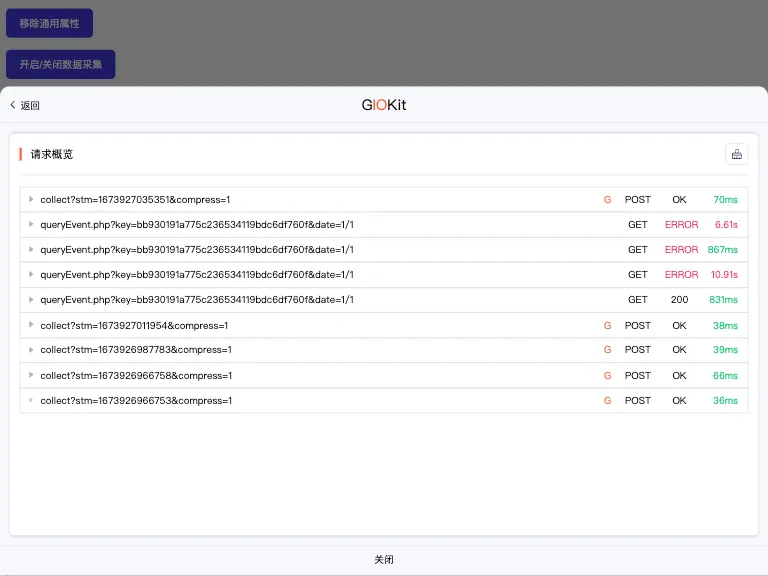 移除通用属性
开启/关闭数据采集
返回
GIOKit
请求概览
collect?stm=1673927035351&compress=1 G POST OK 70ms
queryEvent.php?key=bb930191a775c236534119bdc6df760f&date=1/1 GET ERROR 6.61s
queryEvent.php?key=bb930191a775c236534119bdc6df760f&date=1/1 GET ERROR 867ms
queryEvent.php?key=bb930191a775c236534119bdc6df760f&date=1/1 GET ERROR 10.91s
queryEvent.php?key=bb930191a775c236534119bdc6df760f&date=1/1 GET 200 831ms
collect?stm=1673927011954&compress=1 G POST OK 38ms
collect?stm=1673926987783&compress=1 G POST OK 39ms
collect?stm=1673926966758&compress=1 G POST OK 66ms
collect?stm=1673926966753&compress=1 G POST OK 36ms
关闭